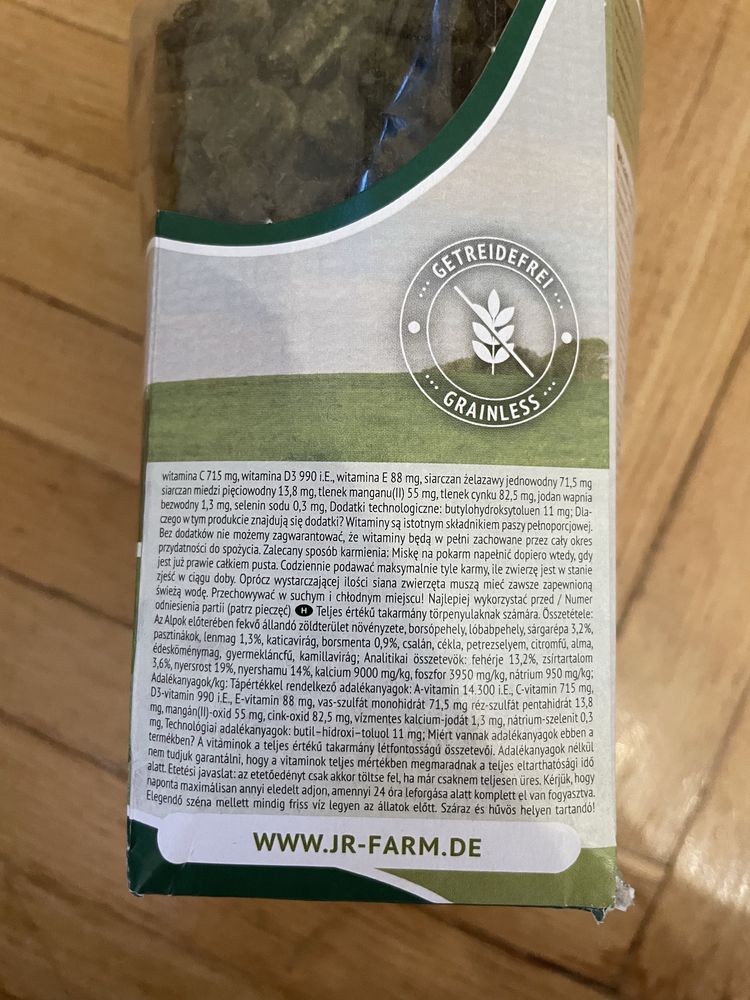 GETREIDEFREI
GRAINLESS
witamina C 715 mg, witamina D3 990 i.E., witamina E 88 mg, siarczan żelazawy jednowodny 71,5 mg
siarczan miedzi pięciowodny 13,8 mg, tlenek manganu(II) 55 mg, tlenek cynku 82,5 mg, jodan wapnia
bezwodny 1,3 mg, selenin sodu 0,3 mg, Dodatki technologiczne: butylohydroksytoluen 11 mg; Dla-
czego w tym produkcie znajdują się dodatki? Witaminy są istotnym składnikiem paszy pełnoporcjowej.
Bez dodatków nie możemy zagwarantować, że witaminy będą w pełni zachowane przez cały okres
przydatności do spożycia. Zalecany sposób karmienia: Miskę na pokarm napełnić dopiero wtedy, gdy
jest już prawie całkiem pusta. Codziennie podawać maksymalnie tyle karmy, ile zwierzę jest w stanie
zjeść w ciągu doby. Oprócz wystarczającej ilości siana zwierzęta muszą mieć zawsze zapewnioną
świeżą wodę. Przechowywać w suchym i chłodnym miejscu! Najlepiej wykorzystać przed / Numer
odniesienia partii (patrz pieczęć) H Teljes értékű takarmány törpenyulaknak számára. Összetétele:
Az Alpok előterében fekvő állandó zöldterület növényzete, borsópehely, lóbabpehely, sárgarépa 3,2%,
pasztinákok, lenmag 1,3%, katicavirág, borsmenta 0,9%, csalán, cékla, petrezselyem, citromfű, alma,
édesköménymag, gyermekláncfű, kamillavirág; Analitikai összetevök: fehérje 13,2%, zsírtartalom
3,6%, nyersrost 19%, nyershamu 14%, kalcium 9000 mg/kg, foszfor 3950 mg/kg, nátrium 950 mg/kg;
Adalékanyagok/kg: Tápértékkel rendelkező adalékanyagok: A-vitamin 14.300 i.E., C-vitamin 715 mg,
D3-vitamin 990 i.E., E-vitamin 88 mg, vas-szulfát monohidrát 71,5 mg réz-szulfát pentahidrát 13,8
mg, mangán(II)-oxid 55 mg, cink-oxid 82,5 mg, vízmentes kalcium-jodát 1,3 mg, nátrium-szelenit 0,3
mg, Technológiai adalékanyagok: butil–hidroxi–toluol 11 mg; Miért vannak adalékanyagok ebben a
termékben? A vitaminok a teljes értékű takarmány létfontosságú összetevői. Adalékanyagok nélkül
nem tudjuk garantálni, hogy a vitaminok teljes mértékben megmaradnak a teljes eltarthatósági idő
alatt. Etetési javaslat: az etetőedényt csak akkor töltse fel, ha már csaknem teljesen üres. Kérjük, hogy
naponta maximálisan annyi eledelt adjon, amennyi 24 óra leforgása alatt komplett el van fogyasztva.
Elegendő széna mellett mindig friss víz legyen az állatok előtt. Száraz és hűvös helyen tartandó!
WWW.JR-FARM.DE